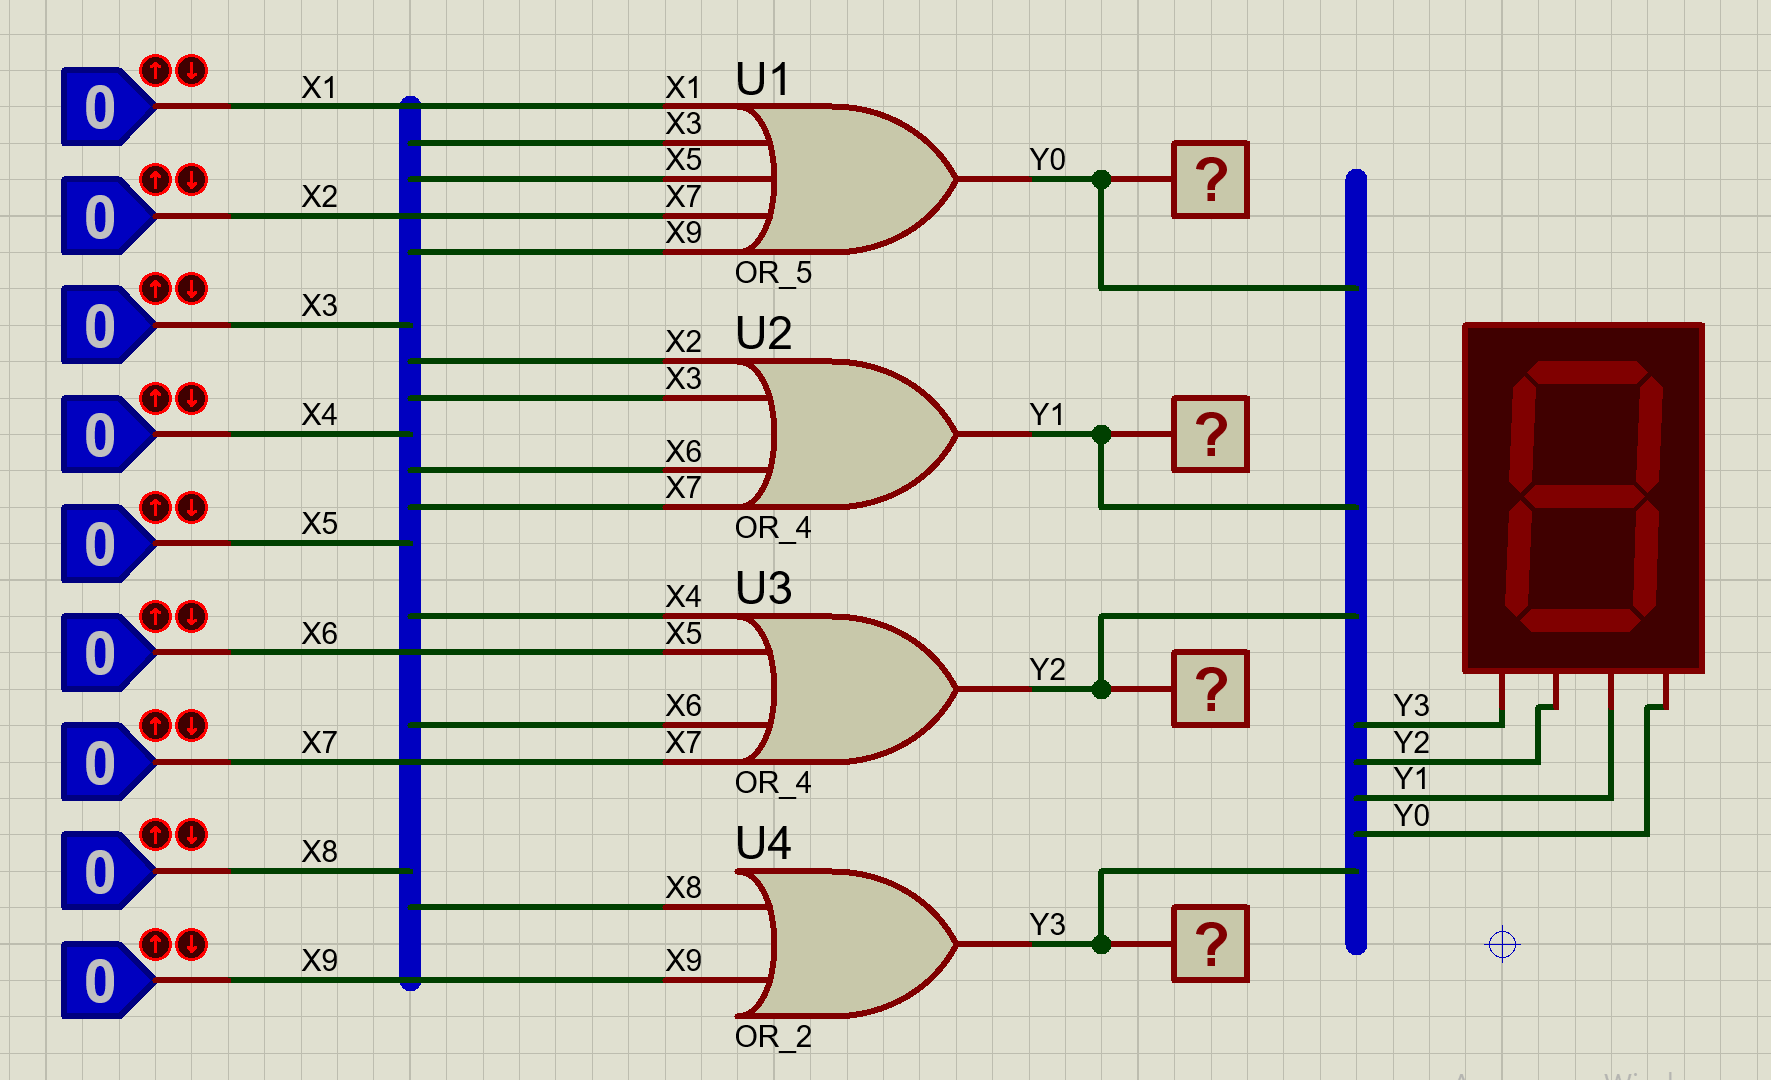 0
X1
0
X2
0
X3
0
X4
0
X5
0
X6
0
X7
0
X8
0
X9
U1
X1
X3
X5
X7
X9
OR_5
Y0
?
U2
X2
X3
X6
X7
OR_4
Y1
?
U3
X4
X5
X6
X7
OR_4
Y2
?
U4
X8
X9
OR_2
Y3
?
Y3
Y2
Y1
Y0